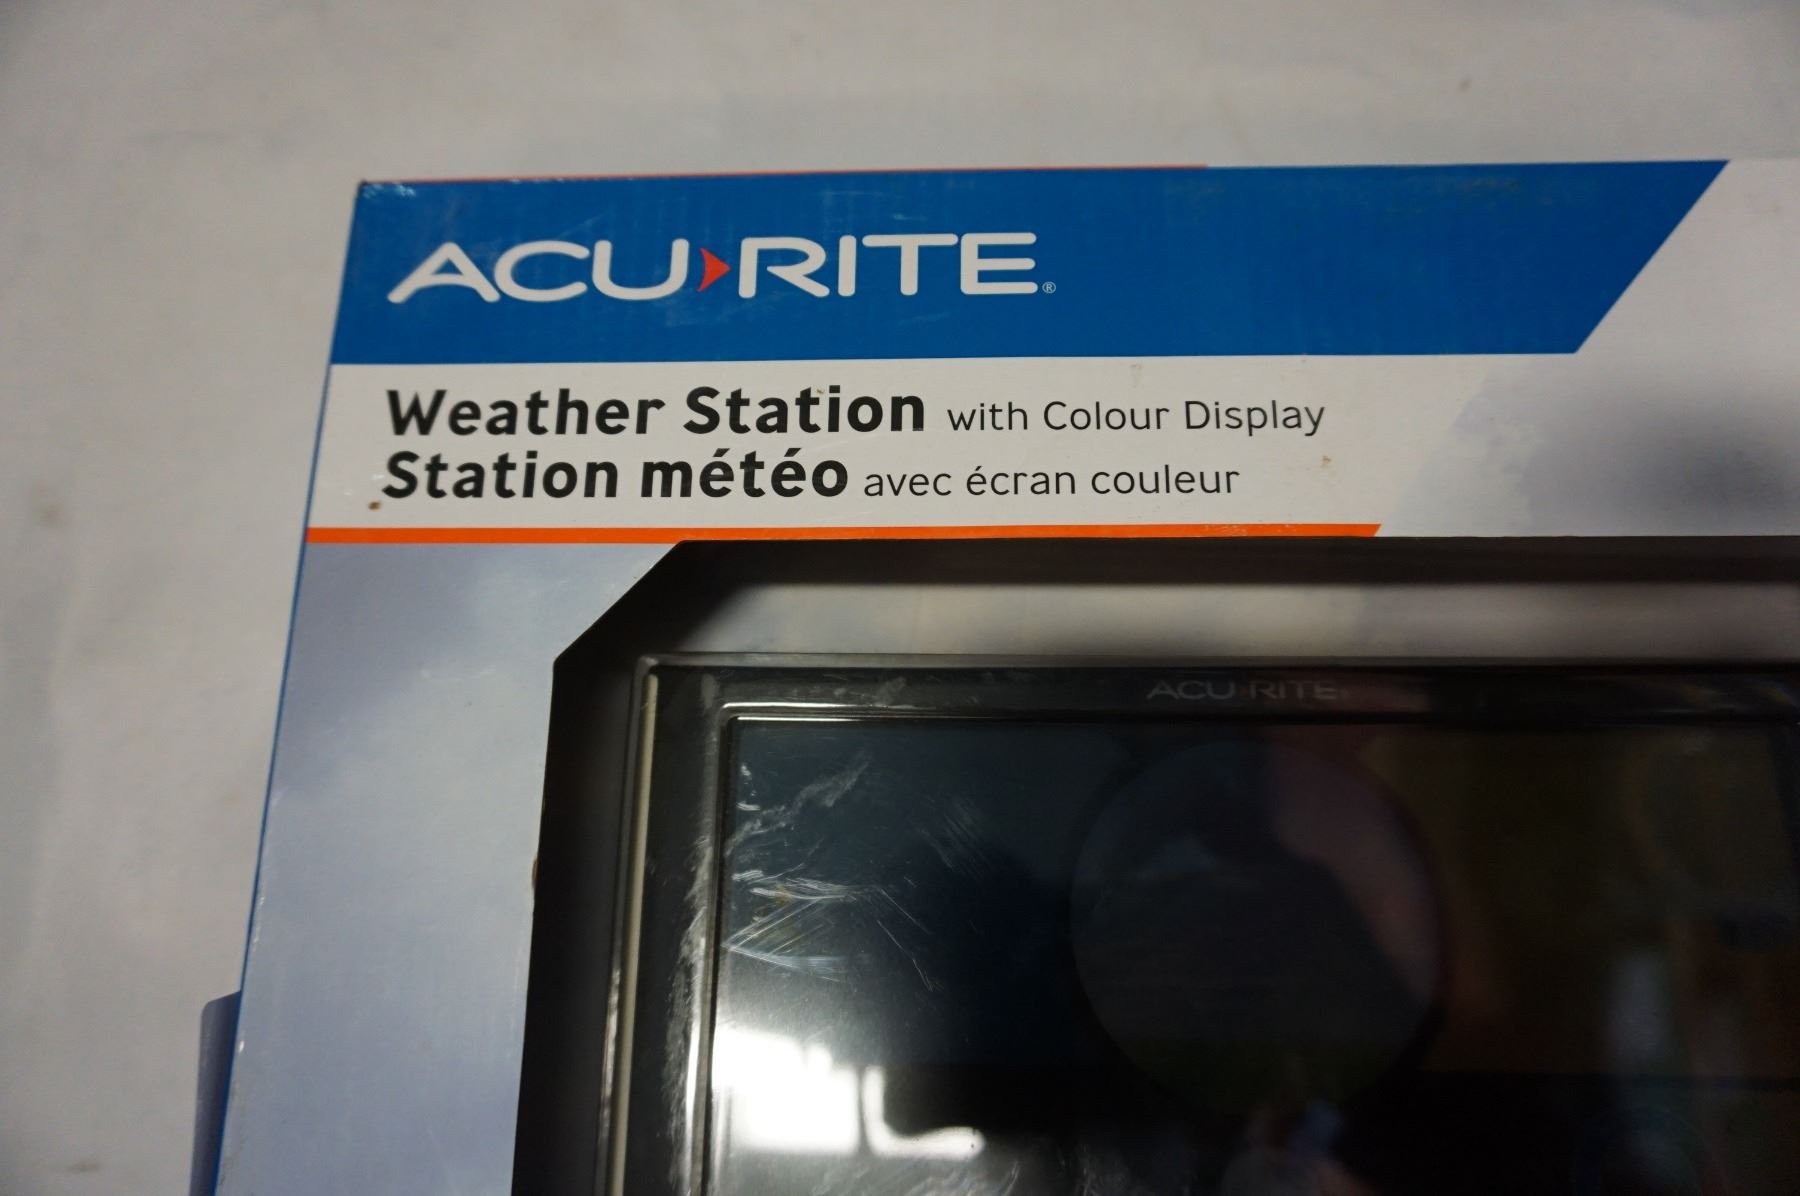 ACU RITE®
Weather Station with Colour Display
Station météo avec écran couleur
ACU RITE